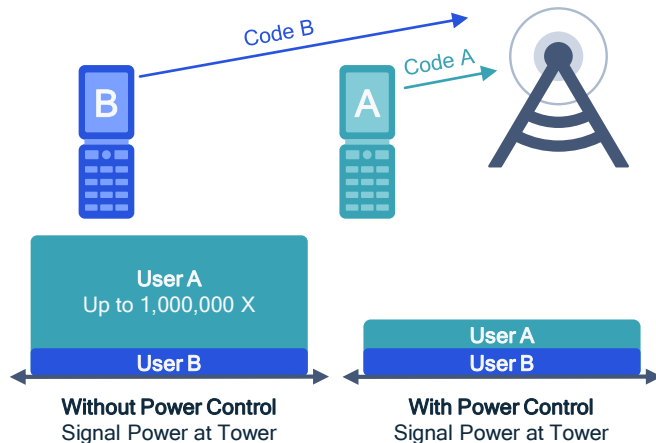 Code B
Code A
B
A
User A
Up to 1,000,000 X
User B
User A
User B
Without Power Control
Signal Power at Tower
With Power Control
Signal Power at Tower